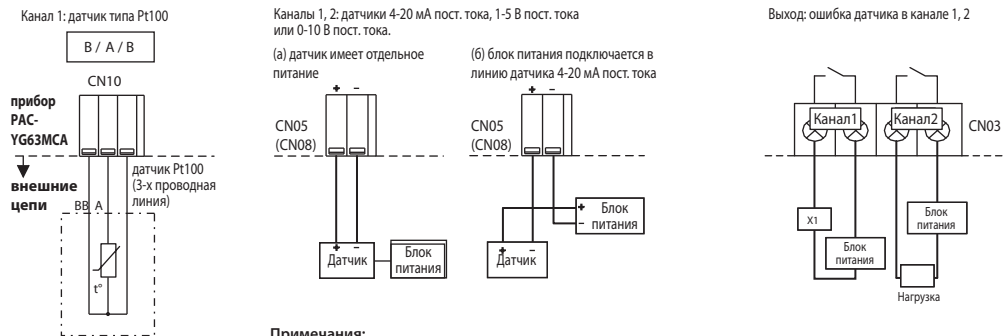 Канал 1: датчик типа Pt100
B / A / B
CN10
прибор
PAC-
YG63MCA
внешние
цепи
датчик Pt100
(3-х проводная
линия)
BB A
t°
Каналы 1, 2: датчики 4-20 мА пост. тока, 1-5 В пост. тока
или 0-10 В пост. тока.
(а) датчик имеет отдельное
питание
+ –
CN05
(CN08)
+ –
Датчик
Блок
питания
(б) блок питания подключается в
линию датчика 4-20 мА пост. тока
+ –
CN05
(CN08)
+ Блок
– питания
+ –
Датчик
Выход: ошибка датчика в канале 1, 2
Канал1
Канал2
CN03
X1
Блок
питания
Блок
питания
Нагрузка
Примечания: